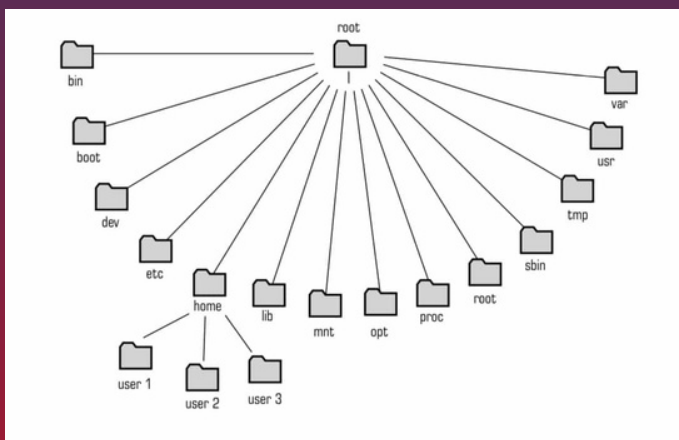 root
/
bin
var
boot
usr
dev
tmp
etc
sbin
home
lib
mnt
opt
proc
root
user 1
user 2
user 3